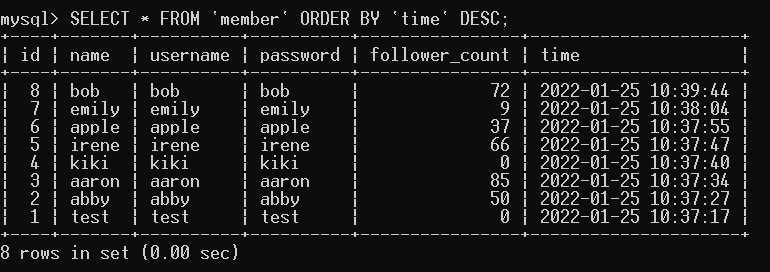 mysql> SELECT * FROM `member` ORDER BY `time` DESC;
+----+-------+----------+----------+----------------+---------------------+
| id | name  | username | password | follower_count | time                |
+----+-------+----------+----------+----------------+---------------------+
|  8 | bob   | bob      | bob      |             72 | 2022-01-25 10:39:44 |
|  7 | emily | emily    | emily    |              9 | 2022-01-25 10:38:04 |
|  6 | apple | apple    | apple    |             37 | 2022-01-25 10:37:55 |
|  5 | irene | irene    | irene    |             66 | 2022-01-25 10:37:47 |
|  4 | kiki  | kiki     | kiki     |              0 | 2022-01-25 10:37:40 |
|  3 | aaron | aaron    | aaron    |             85 | 2022-01-25 10:37:34 |
|  2 | abby  | abby     | abby     |             50 | 2022-01-25 10:37:27 |
|  1 | test  | test     | test     |              0 | 2022-01-25 10:37:17 |
+----+-------+----------+----------+----------------+---------------------+
8 rows in set (0.00 sec)